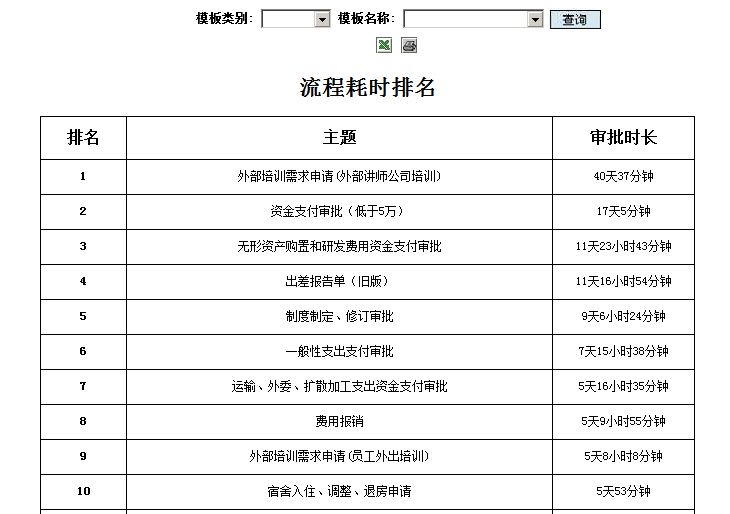 模板类别: 模板名称: 查询
流程耗时排名
排名 主题 审批时长
1 外部培训需求申请(外部讲师公司培训) 40天37分钟
2 资金支付审批（低于5万） 17天5分钟
3 无形资产购置和研发费用资金支付审批 11天23小时43分钟
4 出差报告单（旧版） 11天16小时54分钟
5 制度制定、修订审批 9天6小时24分钟
6 一般性支出支付审批 7天15小时38分钟
7 运输、外委、扩散加工支出资金支付审批 5天16小时35分钟
8 费用报销 5天9小时55分钟
9 外部培训需求申请(员工外出培训) 5天8小时8分钟
10 宿舍入住、调整、退房申请 5天53分钟